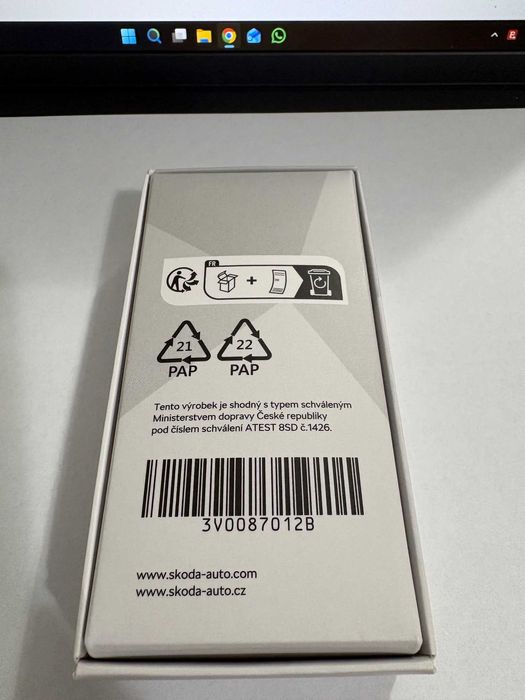 FR
+
21
PAP
22
PAP
Tento výrobek je shodný s typem schváleným
Ministerstvem dopravy České republiky
pod číslem schválení ATEST 8SD č.1426.
3V0087012B
www.skoda-auto.com
www.skoda-auto.cz